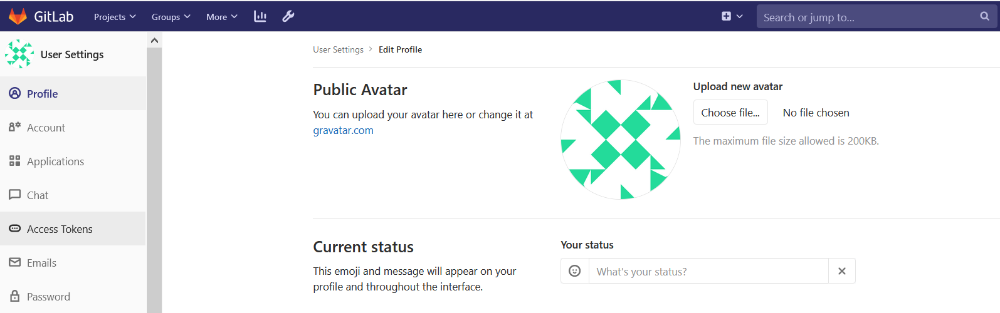 GitLab Projects Groups More Search or jump to...
User Settings
Profile
Account
Applications
Chat
Access Tokens
Emails
Password
User Settings > Edit Profile
Public Avatar
You can upload your avatar here or change it at
gravatar.com
Upload new avatar
Choose file... No file chosen
The maximum file size allowed is 200KB.
Current status
This emoji and message will appear on your
profile and throughout the interface.
Your status
What's your status?